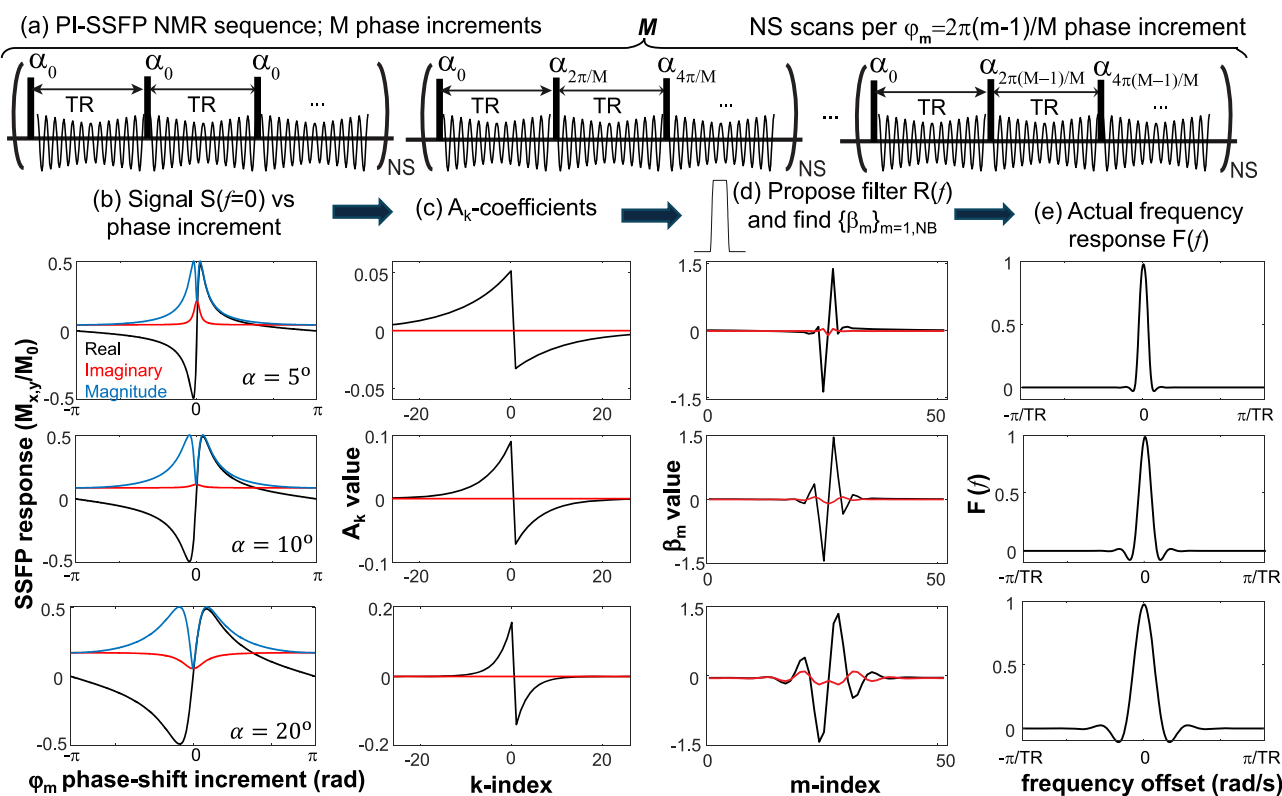 (a) PI-SSFP NMR sequence; M phase increments M NS scans per φm=2π(m-1)/M phase increment
α0 α0 α0 α0 α2π/M α4π/M α0 α2π(M−1)/M α4π(M−1)/M
TR TR ... TR TR ... ... TR TR ...
NS NS NS
(b) Signal S(f=0) vs
phase increment
(c) Ak-coefficients
(d) Propose filter R(f)
and find {βm}m=1,NB
(e) Actual frequency
response F(f)
SSFP response (Mx,y/M0)
0.5
0
-0.5
Real
Imaginary
Magnitude
α = 5o
-π 0 π
0.5
0
-0.5
α = 10o
-π 0 π
0.5
0
-0.5
α = 20o
-π 0 π
φm phase-shift increment (rad)
Ak value
0.05
0
-0.05
-20 0 20
0.1
0
-0.1
-20 0 20
0.2
0
-0.2
-20 0 20
k-index
βm value
1.5
0
-1.5
0 50
1.5
0
-1.5
0 50
1.5
0
-1.5
0 50
m-index
F (f)
1
0.5
0
-π/TR 0 π/TR
1
0.5
0
-π/TR 0 π/TR
1
0.5
0
-π/TR 0 π/TR
frequency offset (rad/s)